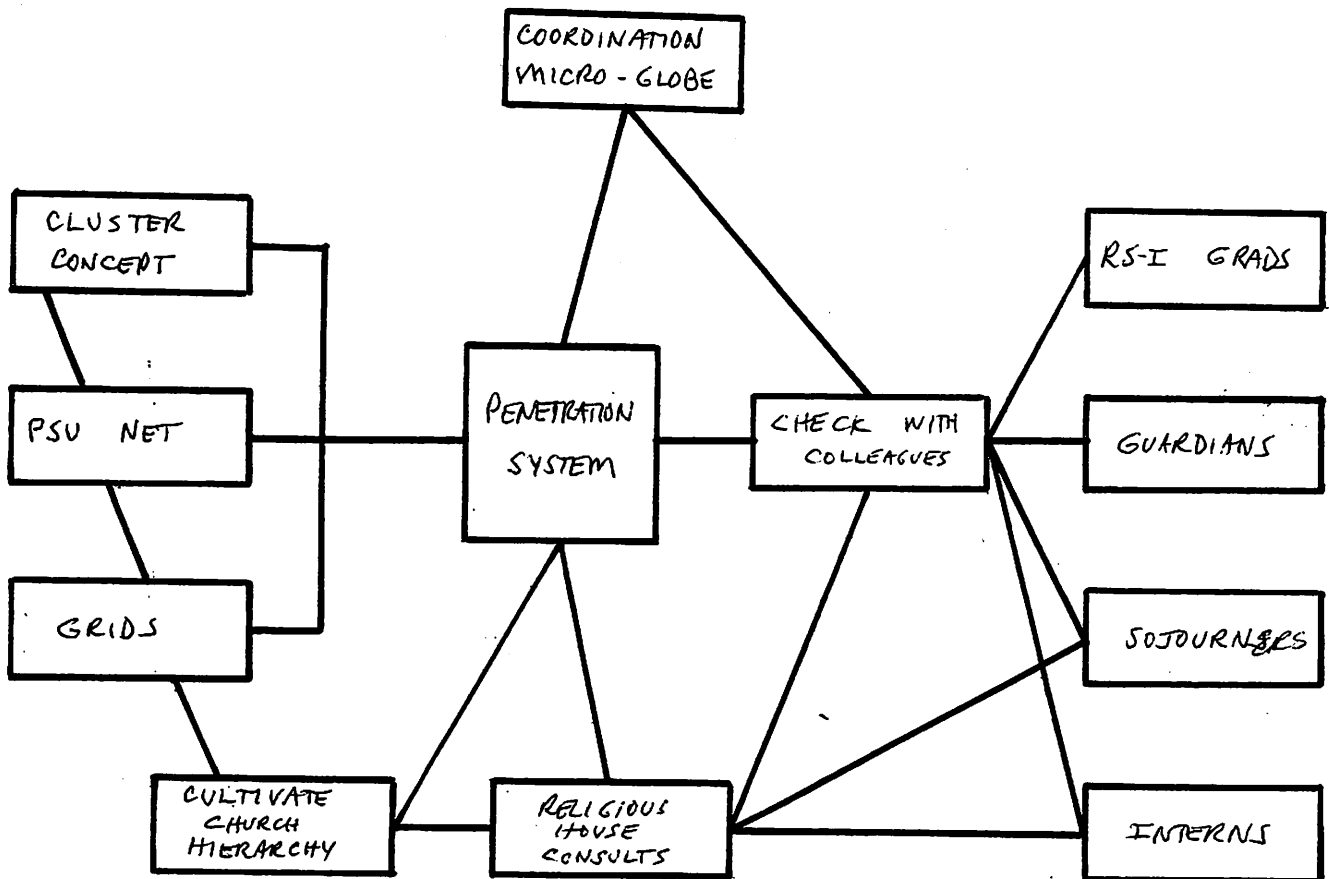 COORDINATION
MICRO-GLOBE
CLUSTER
CONCEPT
RS-I GRADS
PSU NET
PENETRATION
SYSTEM
CHECK WITH
COLLEAGUES
GUARDIANS
GRIDS
SOJOURNERS
CULTIVATE
CHURCH
HIERARCHY
RELIGIOUS
HOUSE
CONSULTS
INTERNS